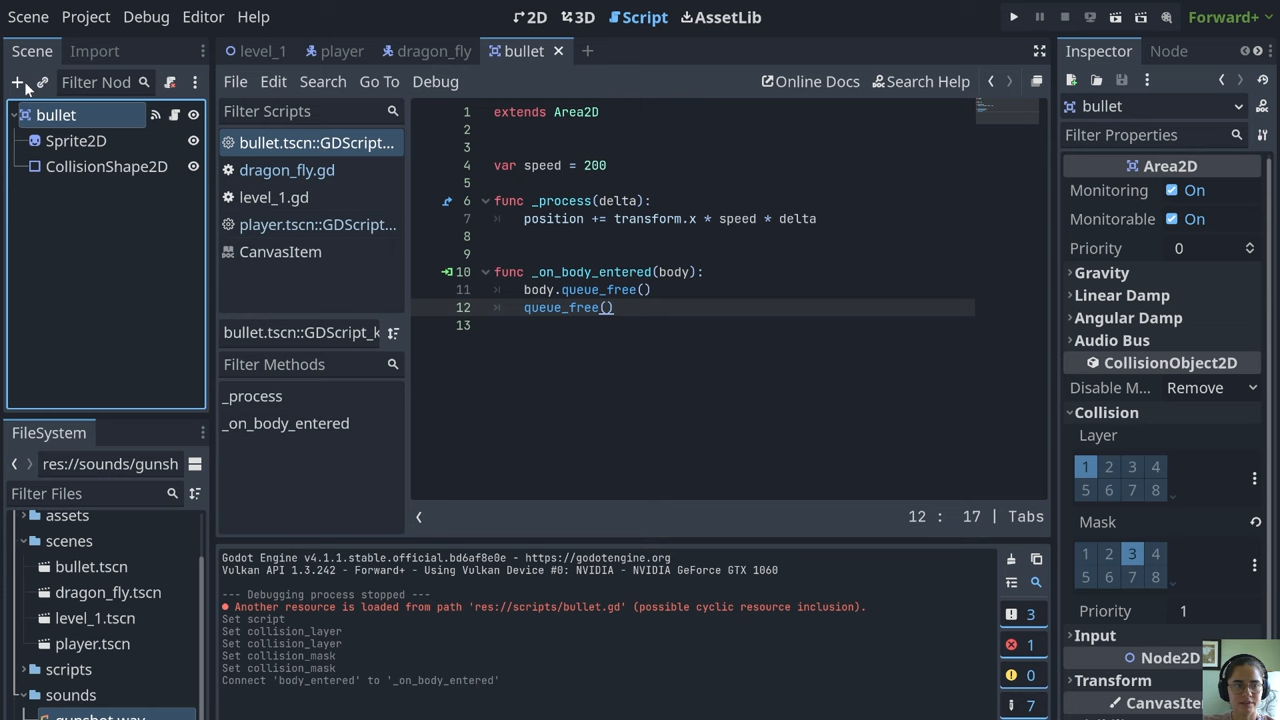 Scene Project Debug Editor Help 2D 3D Script AssetLib Forward+
Scene Import level_1 player dragon_fly bullet Inspector Node
Filter Nod File Edit Search Go To Debug Online Docs Search Help
bullet
Sprite2D
CollisionShape2D
Filter Scripts
bullet.tscn::GDScript...
dragon_fly.gd
level_1.gd
player.tscn::GDScript...
CanvasItem
bullet.tscn::GDScript_k
Filter Methods
_process
_on_body_entered
1 extends Area2D
2
3
4 var speed = 200
5
6 func _process(delta):
7 position += transform.x * speed * delta
8
9
10 func _on_body_entered(body):
11 body.queue_free()
12 queue_free()
13
12 : 17 | Tabs
FileSystem
res://sounds/gunsh
Filter Files
assets
scenes
bullet.tscn
dragon_fly.tscn
level_1.tscn
player.tscn
scripts
sounds
gunshot.wav
Godot Engine v4.1.1.stable.official.bd6af8e0e - https://godotengine.org
Vulkan API 1.3.242 - Forward+ - Using Vulkan Device #0: NVIDIA - NVIDIA GeForce GTX 1060
--- Debugging process stopped ---
Another resource is loaded from path 'res://scripts/bullet.gd' (possible cyclic resource inclusion).
Set script
Set collision_layer
Set collision_layer
Set collision_mask
Set collision_mask
Connect 'body_entered' to '_on_body_entered'
3
1
0
7
bullet
Filter Properties
Area2D
Monitoring On
Monitorable On
Priority 0
Gravity
Linear Damp
Angular Damp
Audio Bus
CollisionObject2D
Disable M... Remove
Collision
Layer
1 2 3 4
5 6 7 8
Mask
1 2 3 4
5 6 7 8
Priority 1
Input
Node2D
Transform
CanvasIte